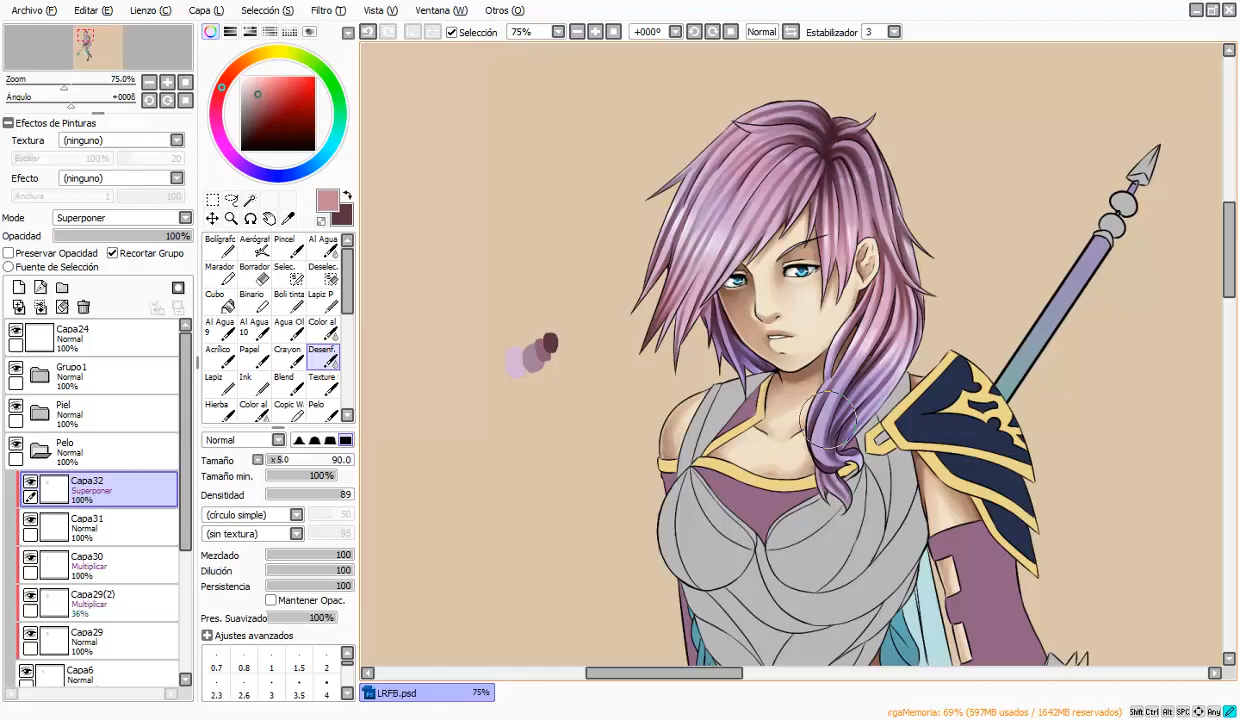 Archivo (F) Editar (E) Lienzo (C) Capa (L) Selección (S) Filtro (T) Vista (V) Ventana (W) Otros (O)
Selección 75% +000º Normal Estabilizador 3
Zoom 75.0%
Ángulo +000ß
Efectos de Pinturas
Textura (ninguno)
Escalar 100% 20
Efecto (ninguno)
Anchura 1 100
Modo Superponer
Opacidad 100%
Preservar Opacidad Recortar Grupo
Fuente de Selección
Capa24
Normal
100%
Grupo1
Normal
100%
Piel
Normal
100%
Pelo
Normal
100%
Capa32
Superponer
100%
Capa31
Normal
100%
Capa30
Multiplicar
100%
Capa29(2)
Multiplicar
36%
Capa29
Normal
100%
Capa6
Normal
Bolígrafo Aerógraf Pincel Al Agua
Marador Borrador Selec. Deselec.
Cubo Binario Boli tinta Lapiz P
Al Agua 9 Al Agua 10 Agua Ol Color al
Acrílico Papel Crayon Desenf.
Lapiz Ink Blend Texture
Hierba Color al Copic W Pelo
Normal
Tamaño x 5.0 90.0
Tamaño min. 100%
Densitidad 89
(círculo simple) 50
(sin textura) 95
Mezclado 100
Dilución 100
Persistencia 100
Mantener Opac.
Pres. Suavizado 100%
Ajustes avanzados
0.7 0.8 1 1.5 2
2.3 2.6 3 3.5 4
LRFB.psd 75%
rgaMemoria: 69% (597MB usados / 1642MB reservados) Shift Ctrl Alt SPC Any